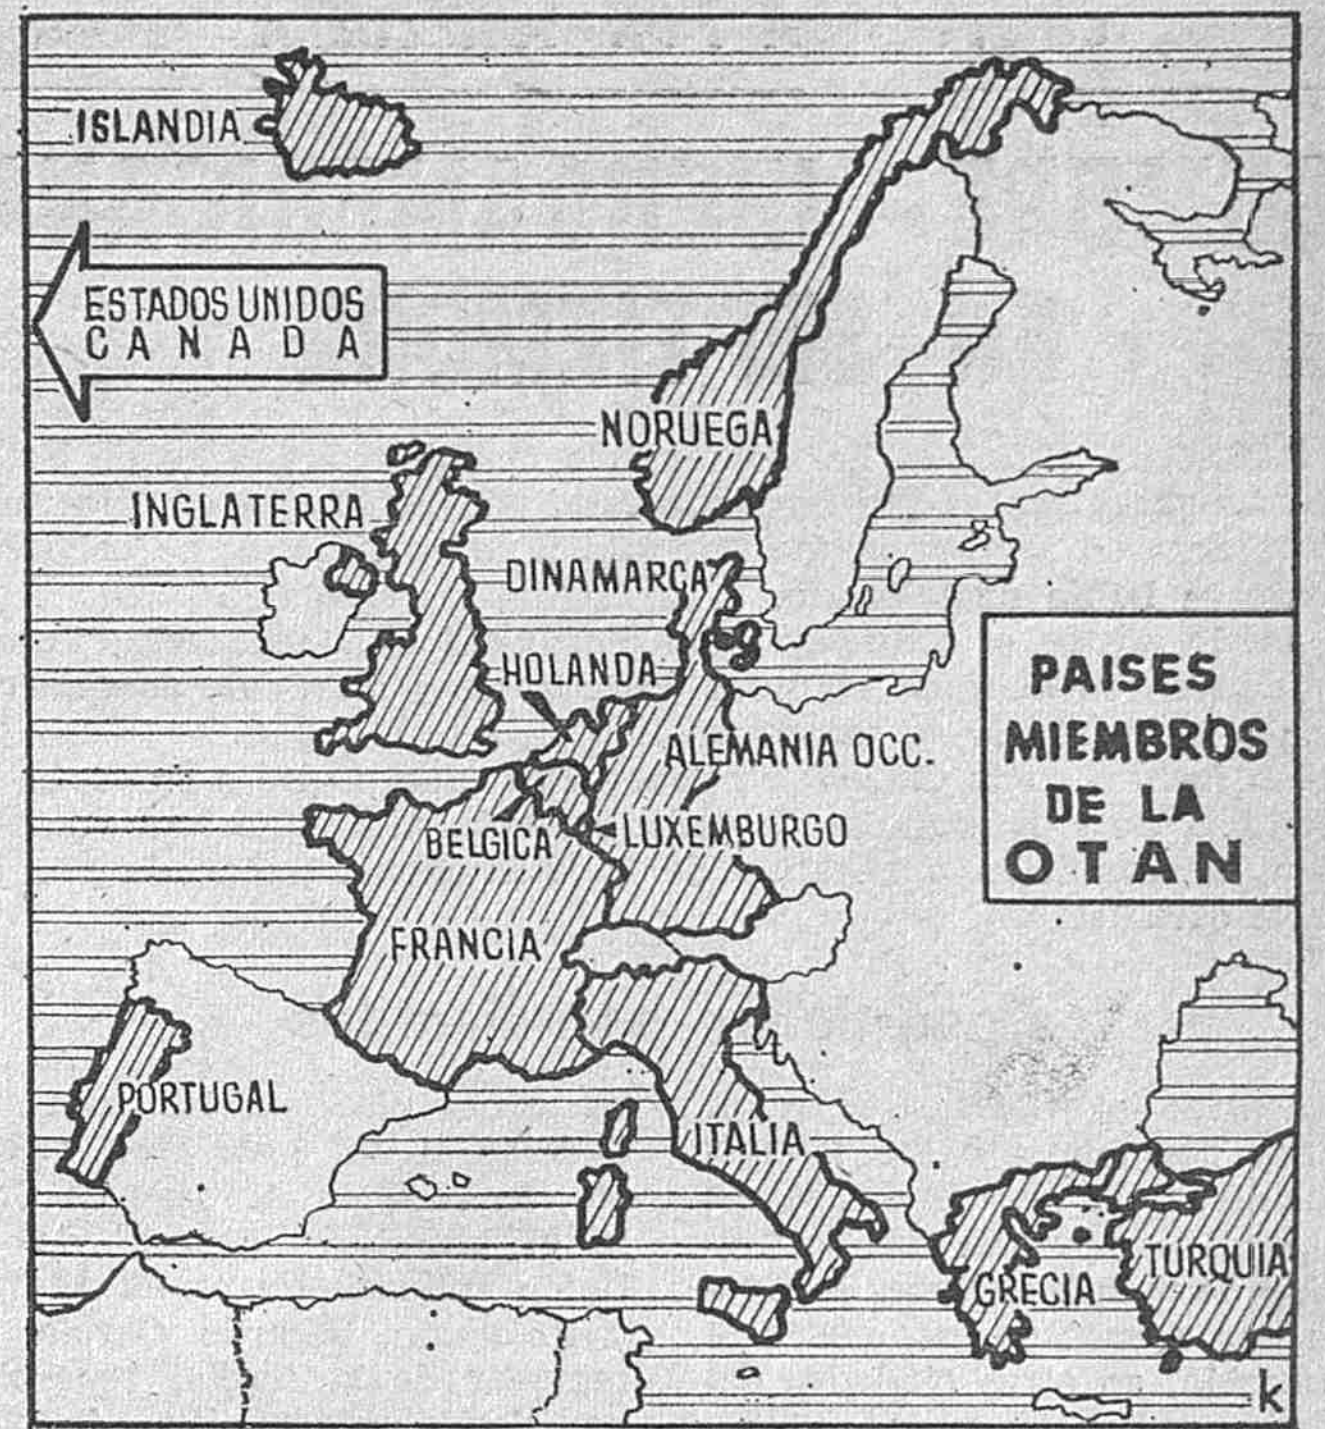 ISLANDIA
ESTADOS UNIDOS
CANADA
NORUEGA
INGLATERRA
DINAMARCA
HOLANDA
ALEMANIA OCC.
BELGICA
LUXEMBURGO
FRANCIA
PORTUGAL
ITALIA
GRECIA
TURQUIA
PAISES
MIEMBROS
DE LA
OTAN
k